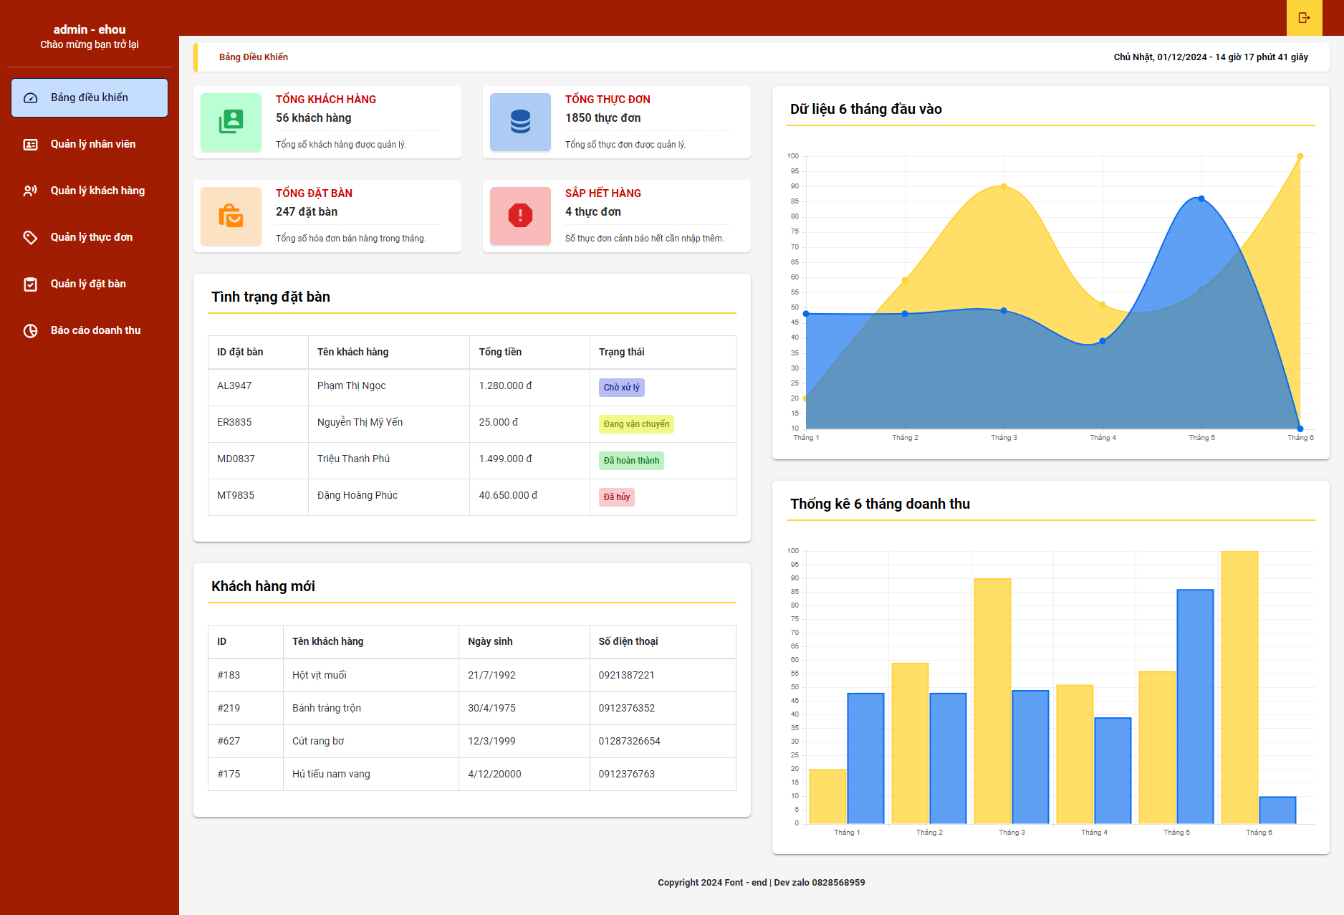 admin - ehou
Chào mừng bạn trở lại
Bảng điều khiển
Quản lý nhân viên
Quản lý khách hàng
Quản lý thực đơn
Quản lý đặt bàn
Báo cáo doanh thu
Bảng Điều Khiển
Chủ Nhật, 01/12/2024 - 14 giờ 17 phút 41 giây
TỔNG KHÁCH HÀNG
56 khách hàng
Tổng số khách hàng được quản lý.
TỔNG THỰC ĐƠN
1850 thực đơn
Tổng số thực đơn được quản lý.
TỔNG ĐẶT BÀN
247 đặt bàn
Tổng số hóa đơn bán hàng trong tháng.
SẮP HẾT HÀNG
4 thực đơn
Số thực đơn cảnh báo hết cần nhập thêm.
Tình trạng đặt bàn
ID đặt bàn Tên khách hàng Tổng tiền Trạng thái
AL3947 Phạm Thị Ngọc 1.280.000 đ Chờ xử lý
ER3835 Nguyễn Thị Mỹ Yến 25.000 đ Đang vận chuyển
MD0837 Triệu Thanh Phú 1.499.000 đ Đã hoàn thành
MT9835 Đặng Hoàng Phúc 40.650.000 đ Đã hủy
Khách hàng mới
ID Tên khách hàng Ngày sinh Số điện thoại
#183 Hột vịt muối 21/7/1992 0921387221
#219 Bánh tráng trộn 30/4/1975 0912376352
#627 Cút rang bơ 12/3/1999 01287326654
#175 Hủ tiếu nam vang 4/12/20000 0912376763
Dữ liệu 6 tháng đầu vào
100
95
90
85
80
75
70
65
60
55
50
45
40
35
30
25
20
15
10
Tháng 1 Tháng 2 Tháng 3 Tháng 4 Tháng 5 Tháng 6
Thống kê 6 tháng doanh thu
100
95
90
85
80
75
70
65
60
55
50
45
40
35
30
25
20
15
10
5
0
Tháng 1 Tháng 2 Tháng 3 Tháng 4 Tháng 5 Tháng 6
Copyright 2024 Font - end | Dev zalo 0828568959